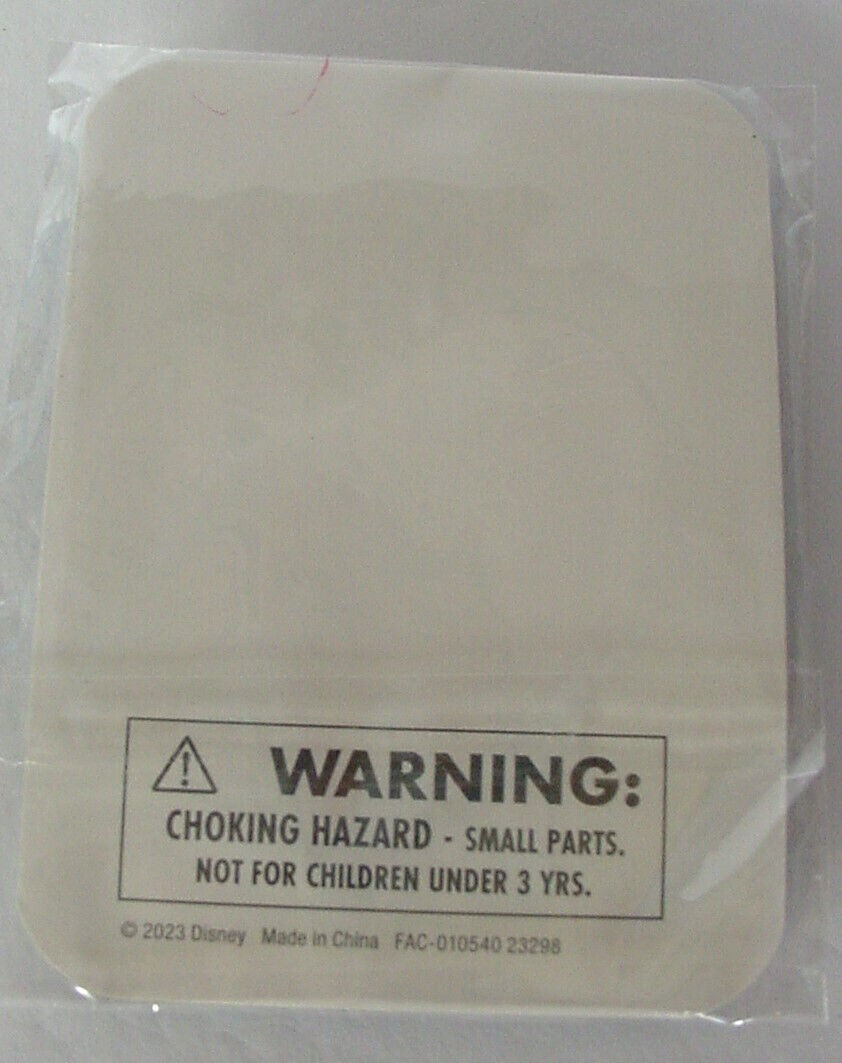 WARNING:
CHOKING HAZARD - SMALL PARTS.
NOT FOR CHILDREN UNDER 3 YRS.
© 2023 Disney Made in China FAC-010540 23298